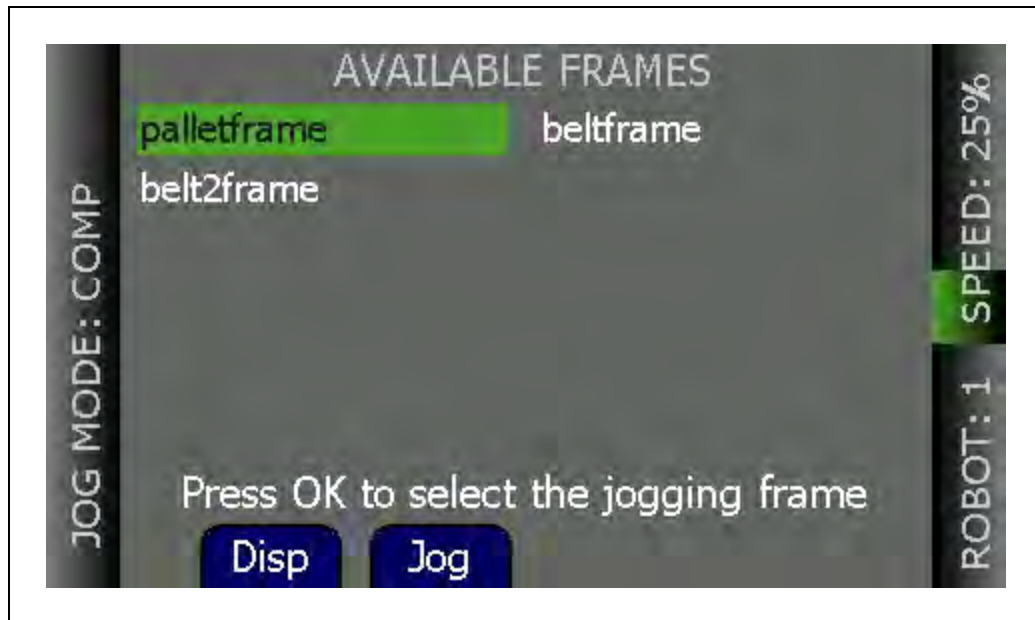 AVAILABLE FRAMES
palletframe beltframe
belt2frame
Press OK to select the jogging frame
Disp Jog
JOG MODE: COMP
SPEED: 25%
ROBOT: 1